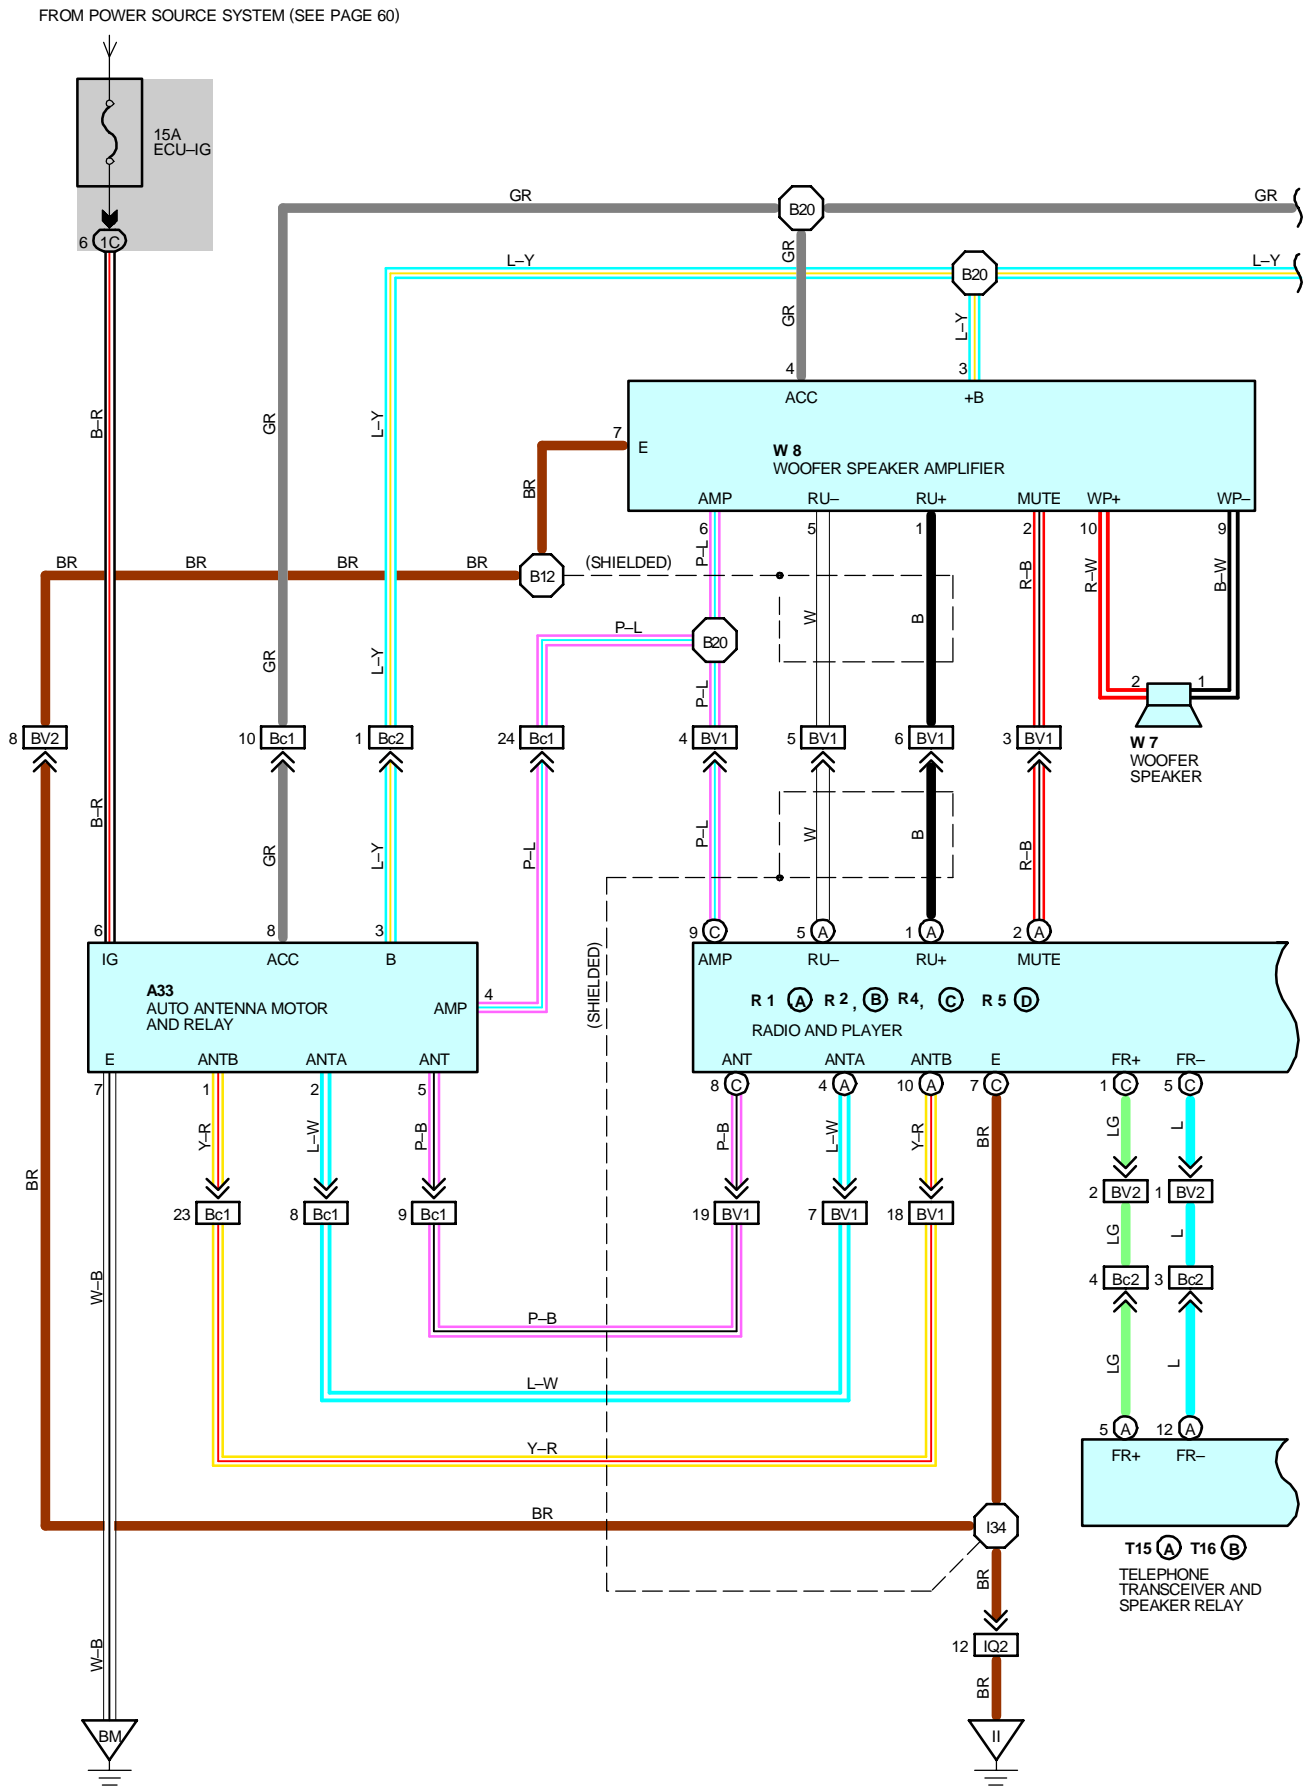 FROM POWER SOURCE SYSTEM (SEE PAGE 60)
15A
ECU–IG
6 1C
GR
B20
GR
GR
L–Y
B20
L–Y
GR
L–Y
4
3
ACC
+B
B–R
GR
L–Y
7
E
W 8
WOOFER SPEAKER AMPLIFIER
BR
AMP
RU–
RU+
MUTE
WP+
WP–
6
5
1
2
10
9
P–L
R–B
R–W
B–W
BR
BR
BR
BR
B12
(SHIELDED)
W
B
P–L
B20
GR
L–Y
P–L
2
1
8 BV2
10 Bc1
1 Bc2
24 Bc1
4 BV1
5 BV1
6 BV1
3 BV1
W 7
WOOFER
SPEAKER
B–R
GR
L–Y
P–L
P–L
W
B
R–B
6
8
3
9 C
5 A
1 A
2 A
IG
ACC
B
AMP
RU–
RU+
MUTE
A33
AUTO ANTENNA MOTOR
AND RELAY
AMP
4
(SHIELDED)
R 1 A R 2 , B R 4, C R 5 D
RADIO AND PLAYER
E
ANTB
ANTA
ANT
ANT
ANTA
ANTB
E
FR+
FR–
7
1
2
5
8 C
4 A
10 A
7 C
1 C
5 C
Y–R
L–W
P–B
P–B
L–W
Y–R
BR
LG
L
BR
23 Bc1
8 Bc1
9 Bc1
19 BV1
7 BV1
18 BV1
2 BV2
1 BV2
LG
L
W–B
4 Bc2
3 Bc2
P–B
LG
L
L–W
5 A
12 A
Y–R
FR+
FR–
BR
I34
T15 A T16 B
TELEPHONE
TRANSCEIVER AND
SPEAKER RELAY
BR
W–B
12 IQ2
BR
BM
II